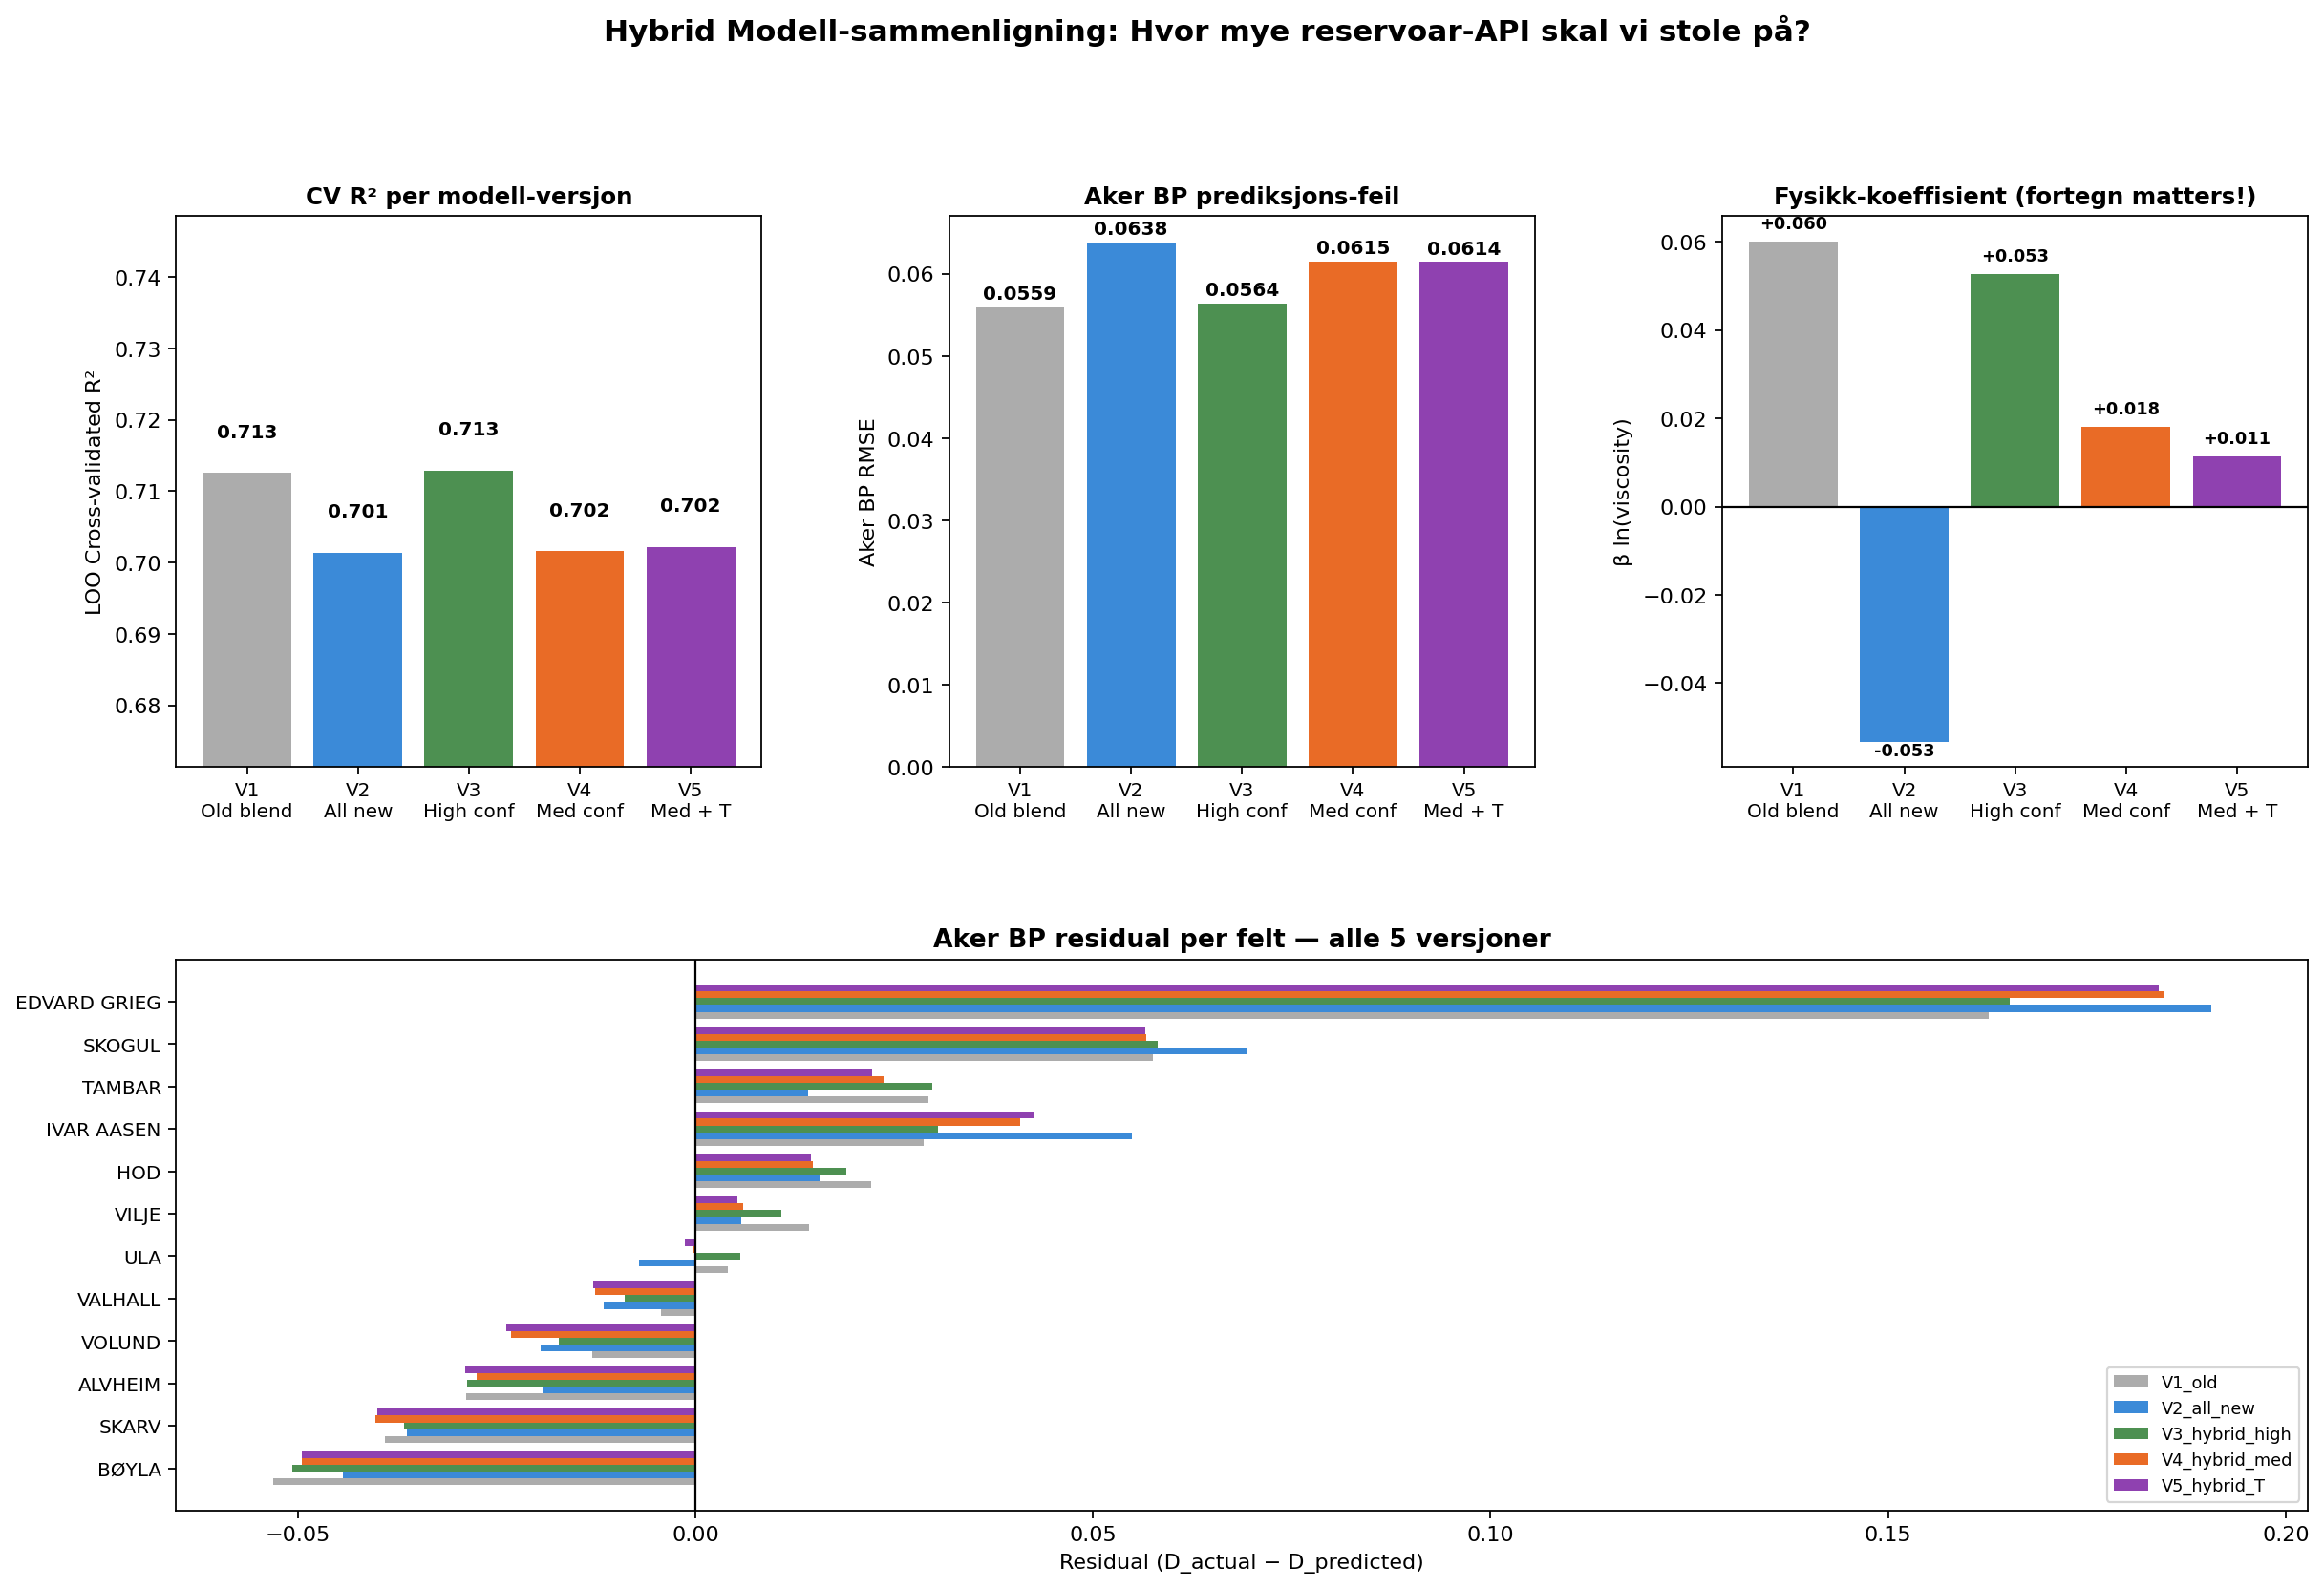 Hybrid Modell-sammenligning: Hvor mye reservoar-API skal vi stole på?
CV R² per modell-versjon
LOO Cross-validated R²
0.74
0.73
0.72
0.71
0.70
0.69
0.68
0.713
0.701
0.713
0.702
0.702
V1
Old blend
V2
All new
V3
High conf
V4
Med conf
V5
Med + T
Aker BP prediksjons-feil
Aker BP RMSE
0.06
0.05
0.04
0.03
0.02
0.01
0.00
0.0559
0.0638
0.0564
0.0615
0.0614
V1
Old blend
V2
All new
V3
High conf
V4
Med conf
V5
Med + T
Fysikk-koeffisient (fortegn matters!)
β ln(viscosity)
0.06
0.04
0.02
0.00
−0.02
−0.04
+0.060
-0.053
+0.053
+0.018
+0.011
V1
Old blend
V2
All new
V3
High conf
V4
Med conf
V5
Med + T
Aker BP residual per felt — alle 5 versjoner
EDVARD GRIEG
SKOGUL
TAMBAR
IVAR AASEN
HOD
VILJE
ULA
VALHALL
VOLUND
ALVHEIM
SKARV
BØYLA
V1_old
V2_all_new
V3_hybrid_high
V4_hybrid_med
V5_hybrid_T
−0.05
0.00
0.05
0.10
0.15
0.20
Residual (D_actual − D_predicted)